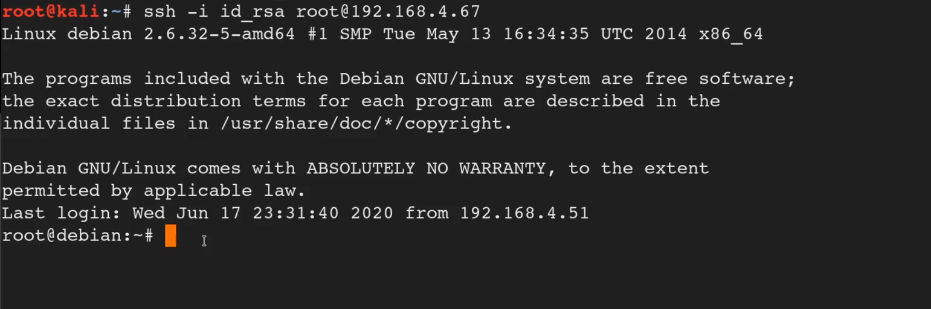 root@kali:~# ssh -i id_rsa root@192.168.4.67
Linux debian 2.6.32-5-amd64 #1 SMP Tue May 13 16:34:35 UTC 2014 x86_64
The programs included with the Debian GNU/Linux system are free software;
the exact distribution terms for each program are described in the
individual files in /usr/share/doc/*/copyright.
Debian GNU/Linux comes with ABSOLUTELY NO WARRANTY, to the extent
permitted by applicable law.
Last login: Wed Jun 17 23:31:40 2020 from 192.168.4.51
root@debian:~#